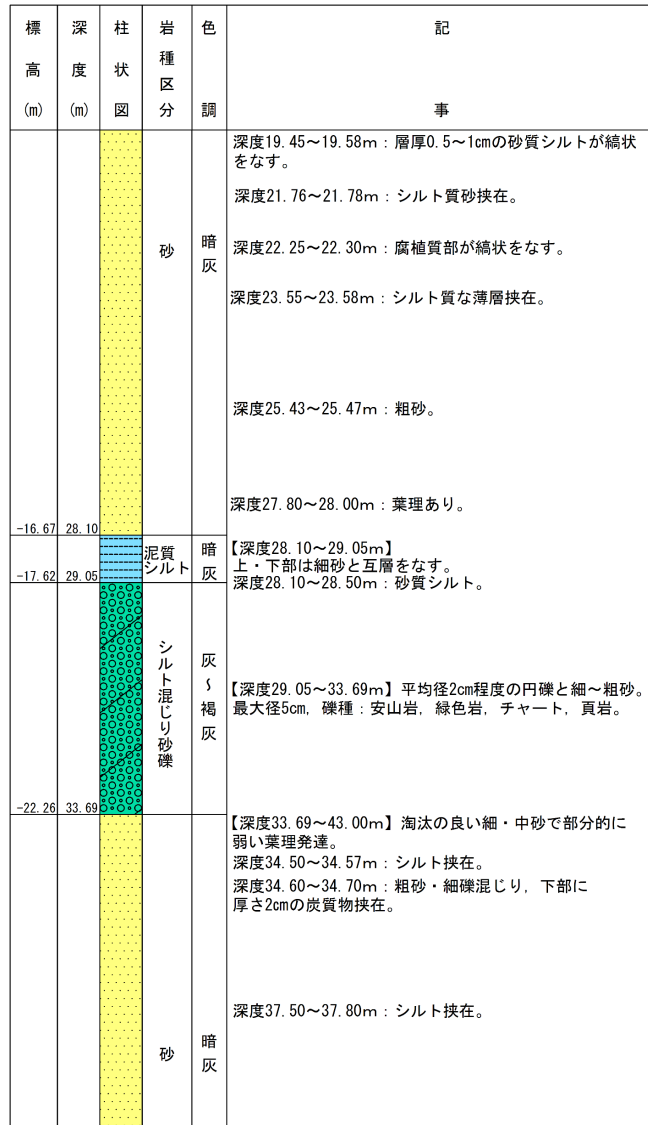 標高(m)
深度(m)
柱状図
岩種区分
色調
記事
深度19.45～19.58m：層厚0.5～1cmの砂質シルトが縞状
をなす。
深度21.76～21.78m：シルト質砂挟在。
砂
暗灰
深度22.25～22.30m：腐植質部が縞状をなす。
深度23.55～23.58m：シルト質な薄層挟在。
深度25.43～25.47m：粗砂。
深度27.80～28.00m：葉理あり。
-16.67 28.10
泥質
シルト
暗灰
【深度28.10～29.05m】
上・下部は細砂と互層をなす。
-17.62 29.05
深度28.10～28.50m：砂質シルト。
シルト混じり砂礫
灰～褐灰
【深度29.05～33.69m】平均径2cm程度の円礫と細～粗砂。
最大径5cm, 礫種：安山岩, 緑色岩, チャート, 頁岩。
-22.26 33.69
【深度33.69～43.00m】淘汰の良い細・中砂で部分的に
弱い葉理発達。
深度34.50～34.57m：シルト挟在。
深度34.60～34.70m：粗砂・細礫混じり, 下部に
厚さ2cmの炭質物挟在。
深度37.50～37.80m：シルト挟在。
砂
暗灰